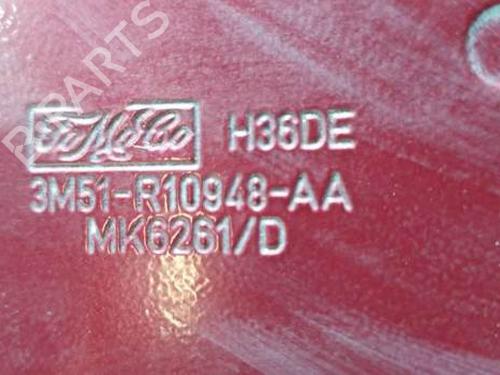 B-PARTS
FoMoCo H36DE
3M51-R10948-AA
MK6261/D